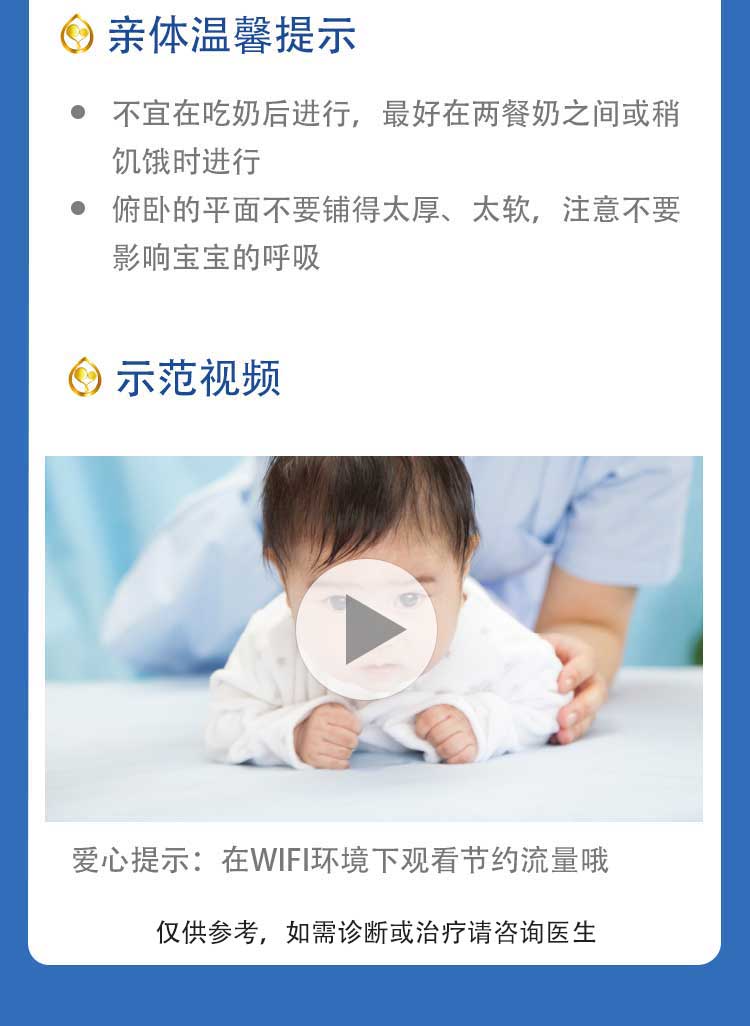 亲体温馨提示
不宜在吃奶后进行，最好在两餐奶之间或稍
饥饿时进行
俯卧的平面不要铺得太厚、太软，注意不要
影响宝宝的呼吸
示范视频
爱心提示：在WIFI环境下观看节约流量哦
仅供参考，如需诊断或治疗请咨询医生